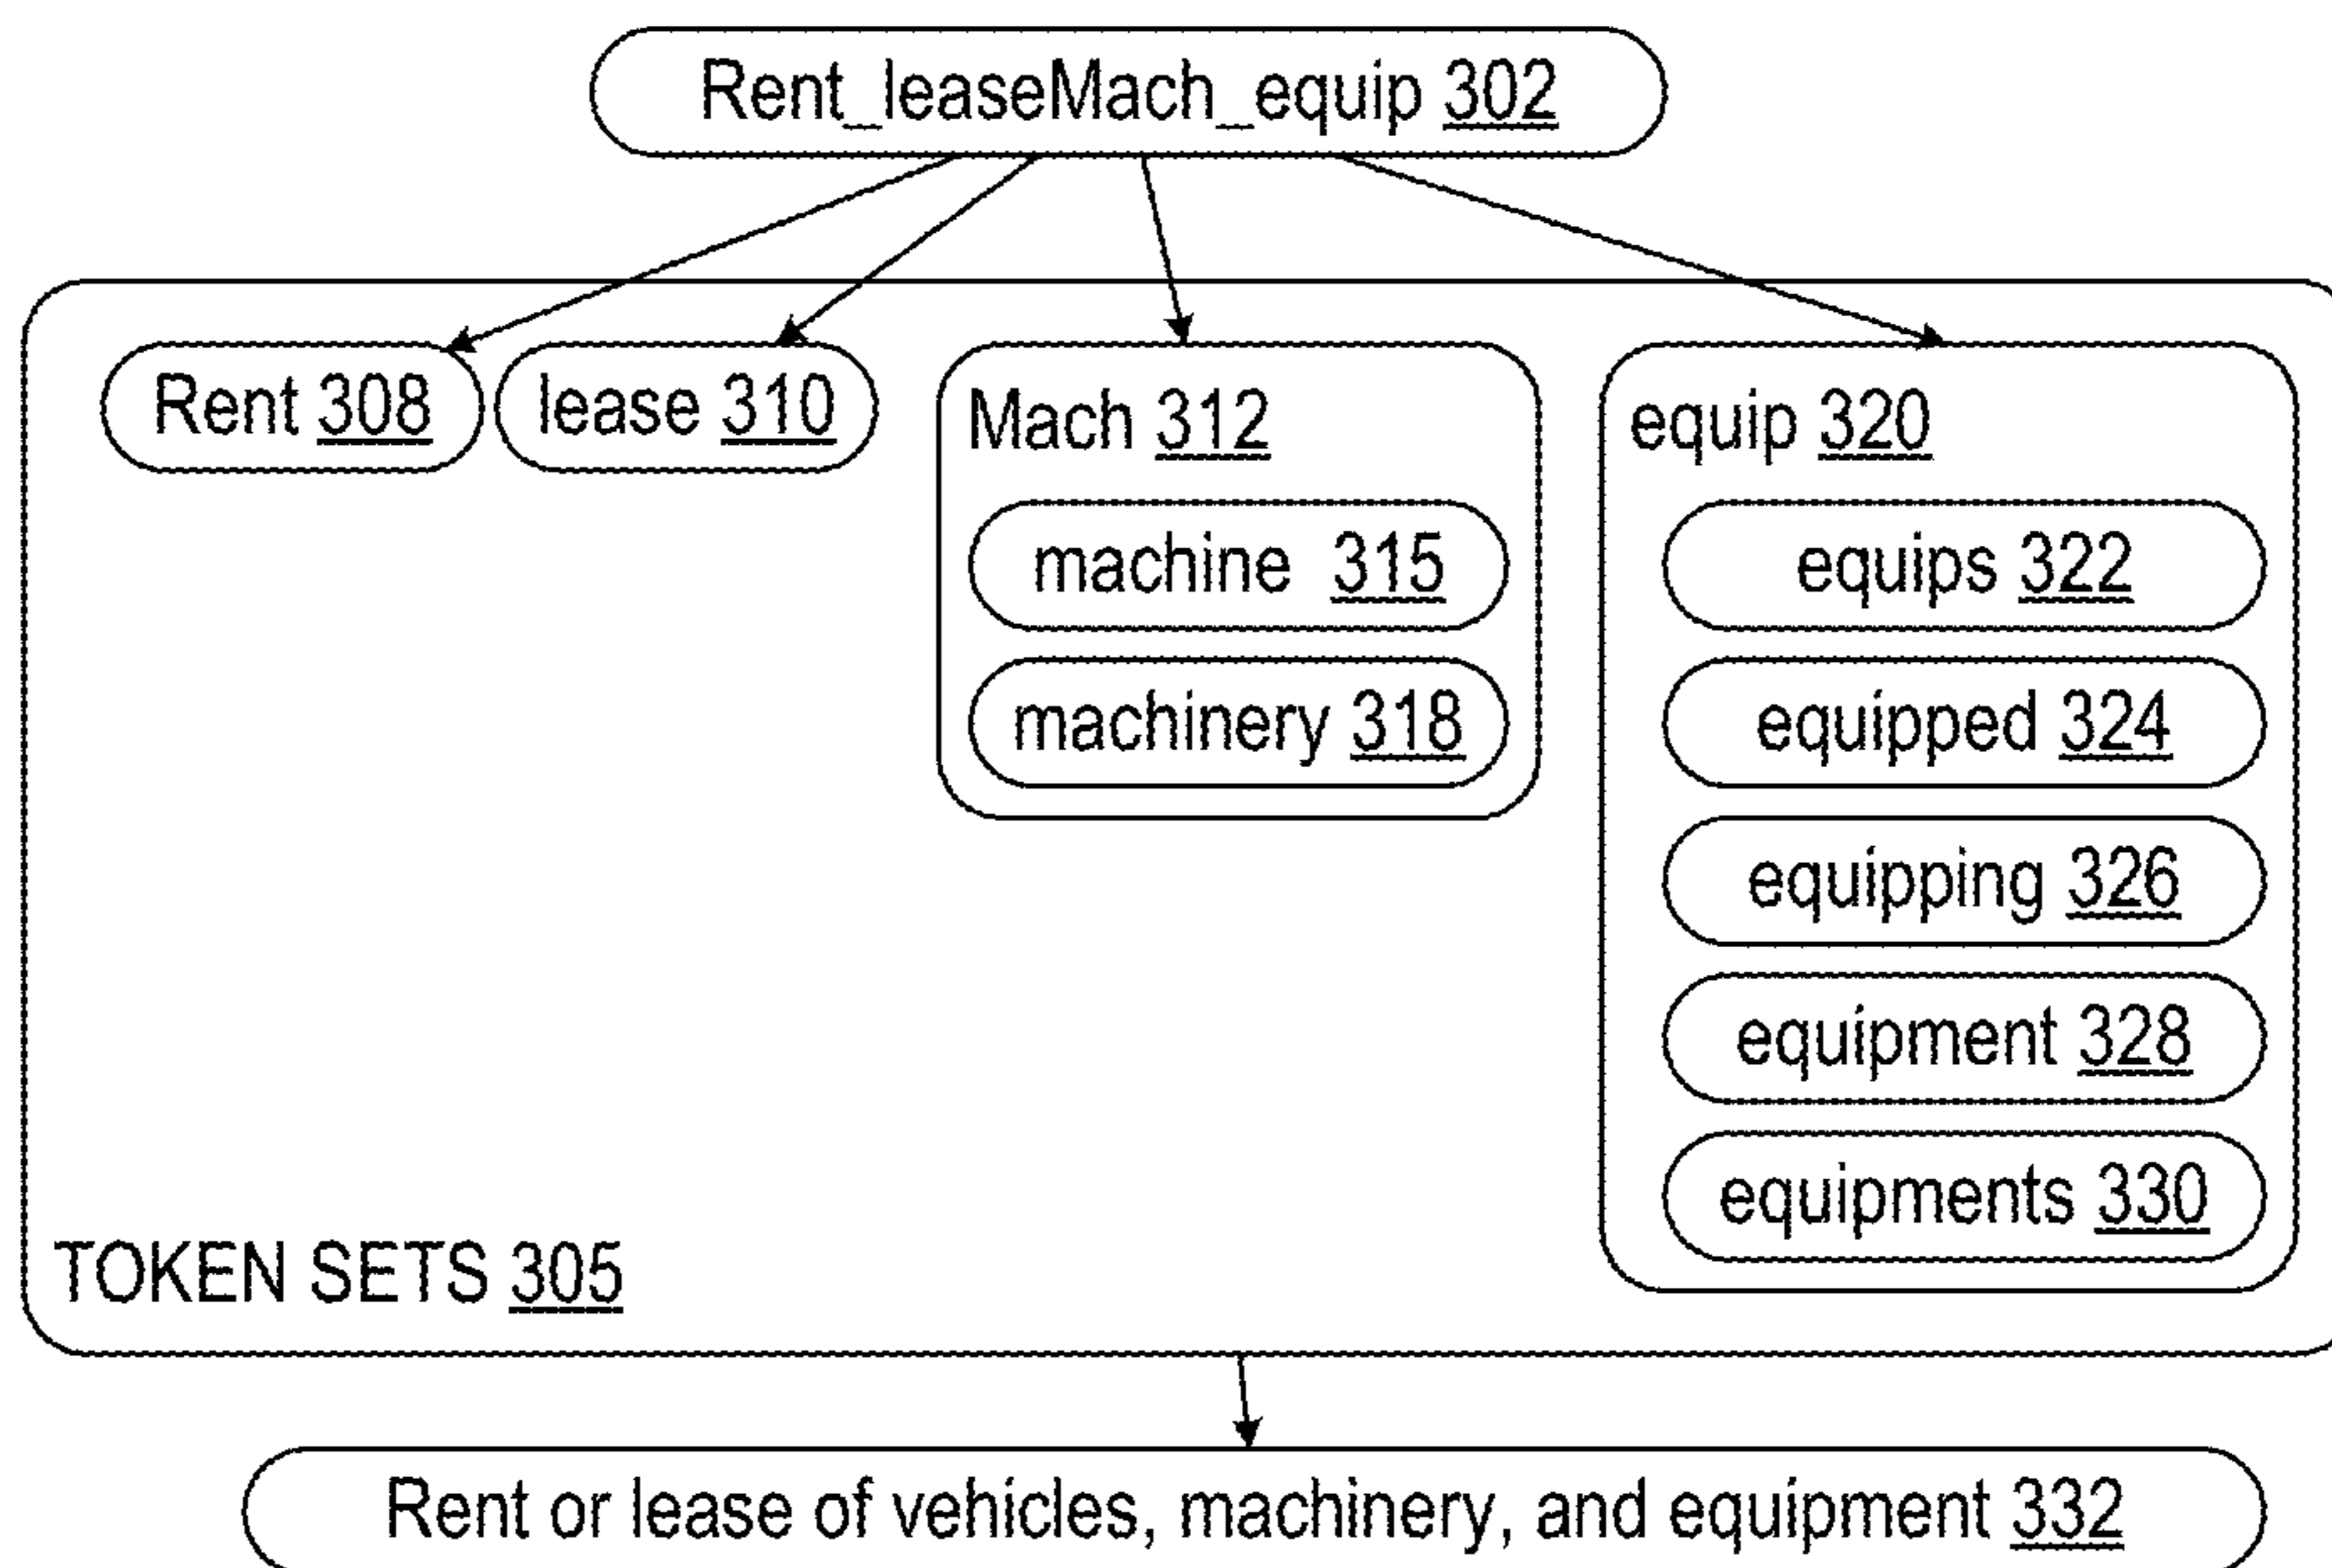 Rent_leaseMach_equip 302
Rent 308
lease 310
Mach 312
machine 315
machinery 318
equip 320
equips 322
equipped 324
equipping 326
equipment 328
equipments 330
TOKEN SETS 305
Rent or lease of vehicles, machinery, and equipment 332